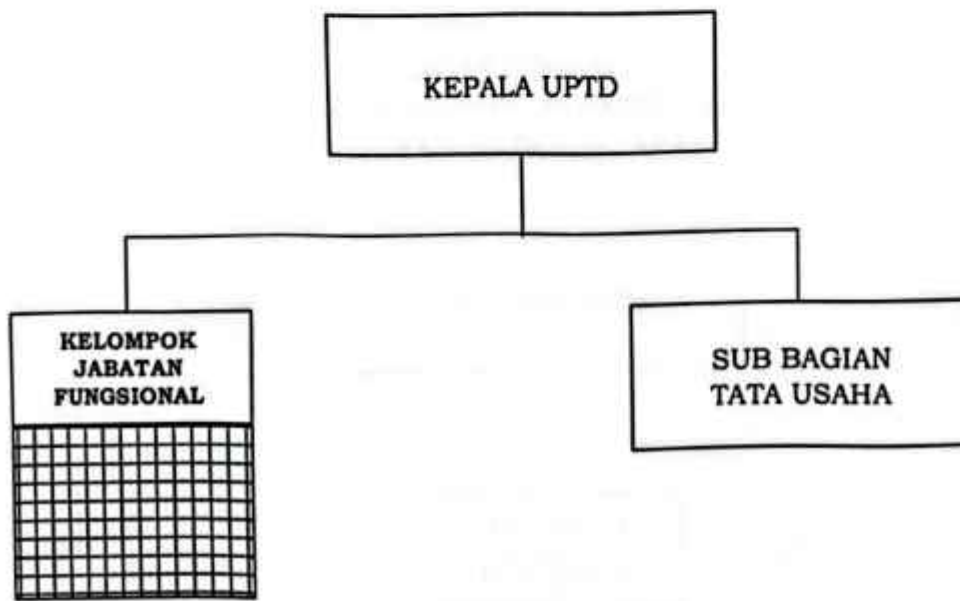 KEPALA UPTD
KELOMPOK
JABATAN
FUNGSIONAL
SUB BAGIAN
TATA USAHA